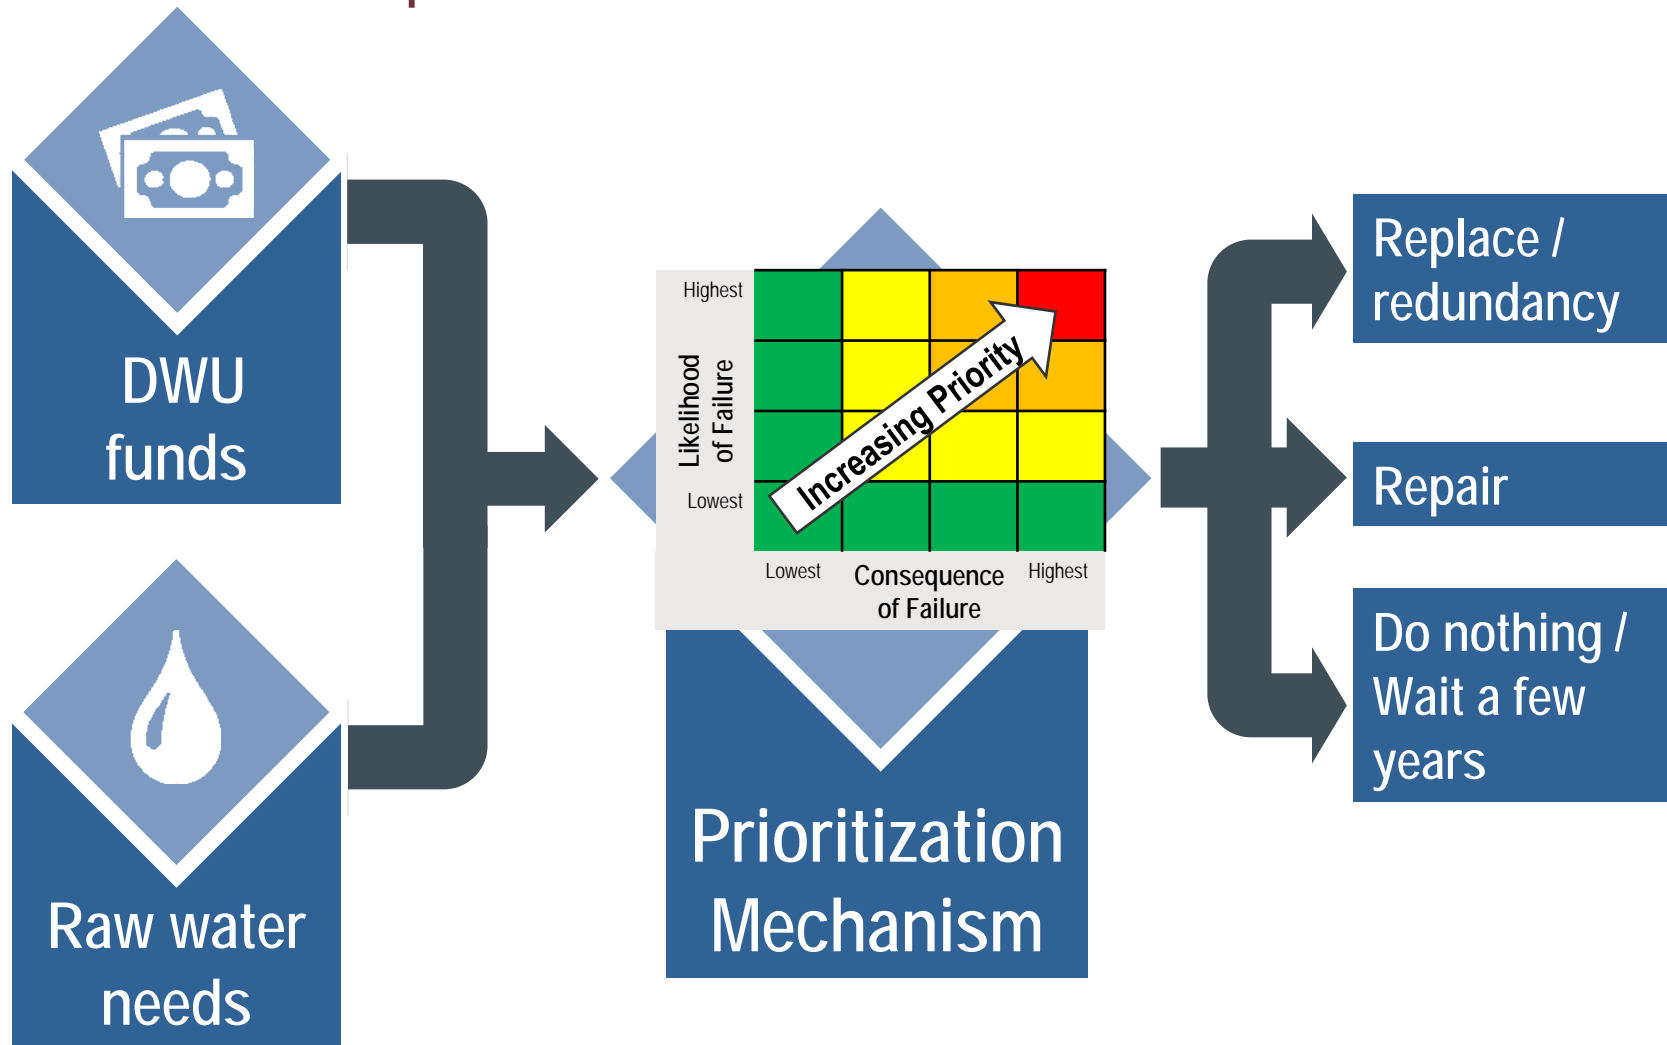 DWU
funds
Raw water
needs
Highest
Likelihood
of Failure
Lowest
Increasing Priority
Lowest
Consequence
of Failure
Highest
Prioritization
Mechanism
Replace /
redundancy
Repair
Do nothing /
Wait a few
years